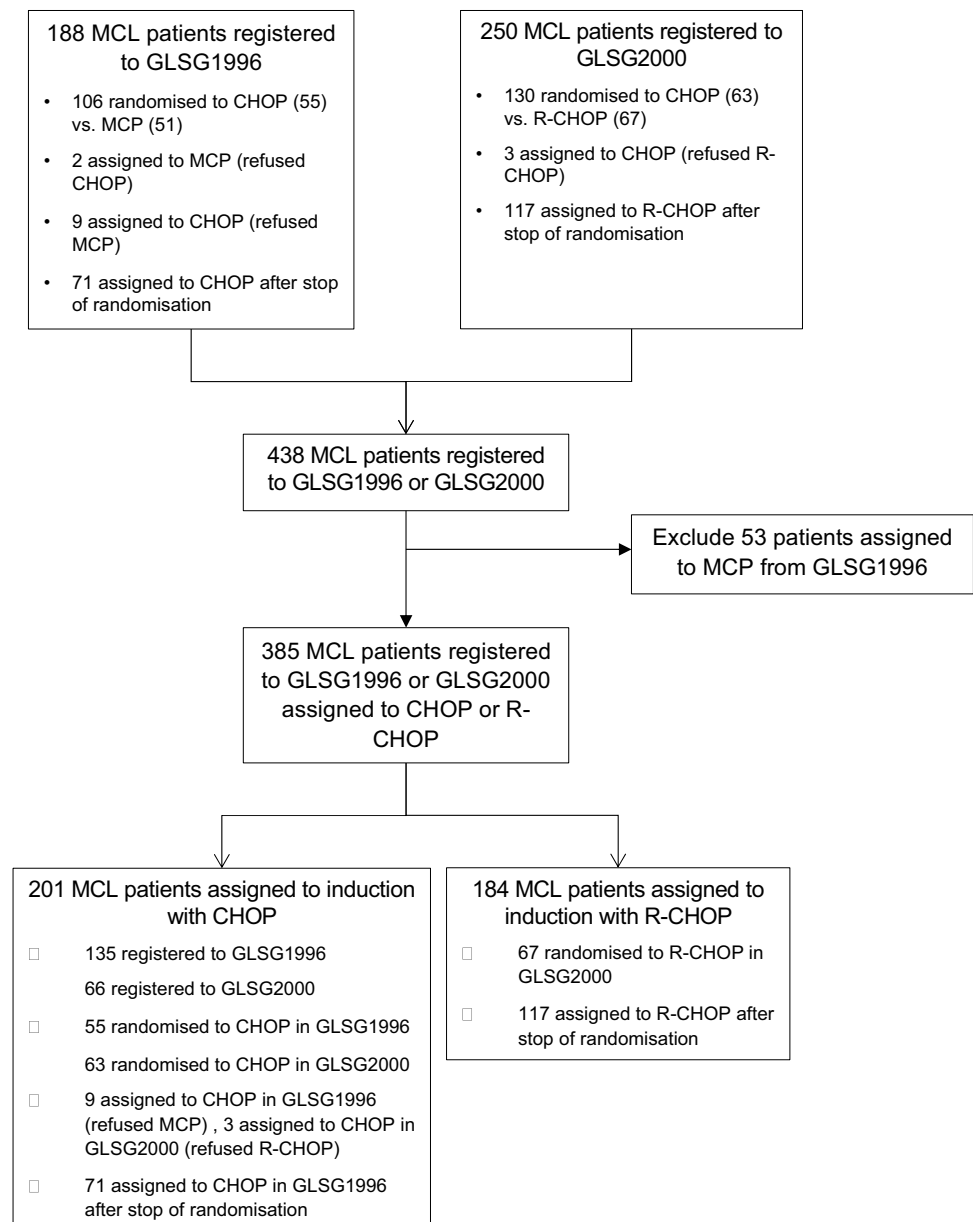 188 MCL patients registered
to GLSG1996
• 106 randomised to CHOP (55)
vs. MCP (51)
• 2 assigned to MCP (refused
CHOP)
• 9 assigned to CHOP (refused
MCP)
• 71 assigned to CHOP after stop
of randomisation
250 MCL patients registered to
GLSG2000
• 130 randomised to CHOP (63)
vs. R-CHOP (67)
• 3 assigned to CHOP (refused R-
CHOP)
• 117 assigned to R-CHOP after
stop of randomisation
438 MCL patients registered
to GLSG1996 or GLSG2000
Exclude 53 patients assigned
to MCP from GLSG1996
385 MCL patients registered
to GLSG1996 or GLSG2000
assigned to CHOP or R-
CHOP
201 MCL patients assigned to induction
with CHOP
135 registered to GLSG1996
66 registered to GLSG2000
55 randomised to CHOP in GLSG1996
63 randomised to CHOP in GLSG2000
9 assigned to CHOP in GLSG1996
(refused MCP) , 3 assigned to CHOP in
GLSG2000 (refused R-CHOP)
71 assigned to CHOP in GLSG1996
after stop of randomisation
184 MCL patients assigned to
induction with R-CHOP
67 randomised to R-CHOP in
GLSG2000
117 assigned to R-CHOP after
stop of randomisation